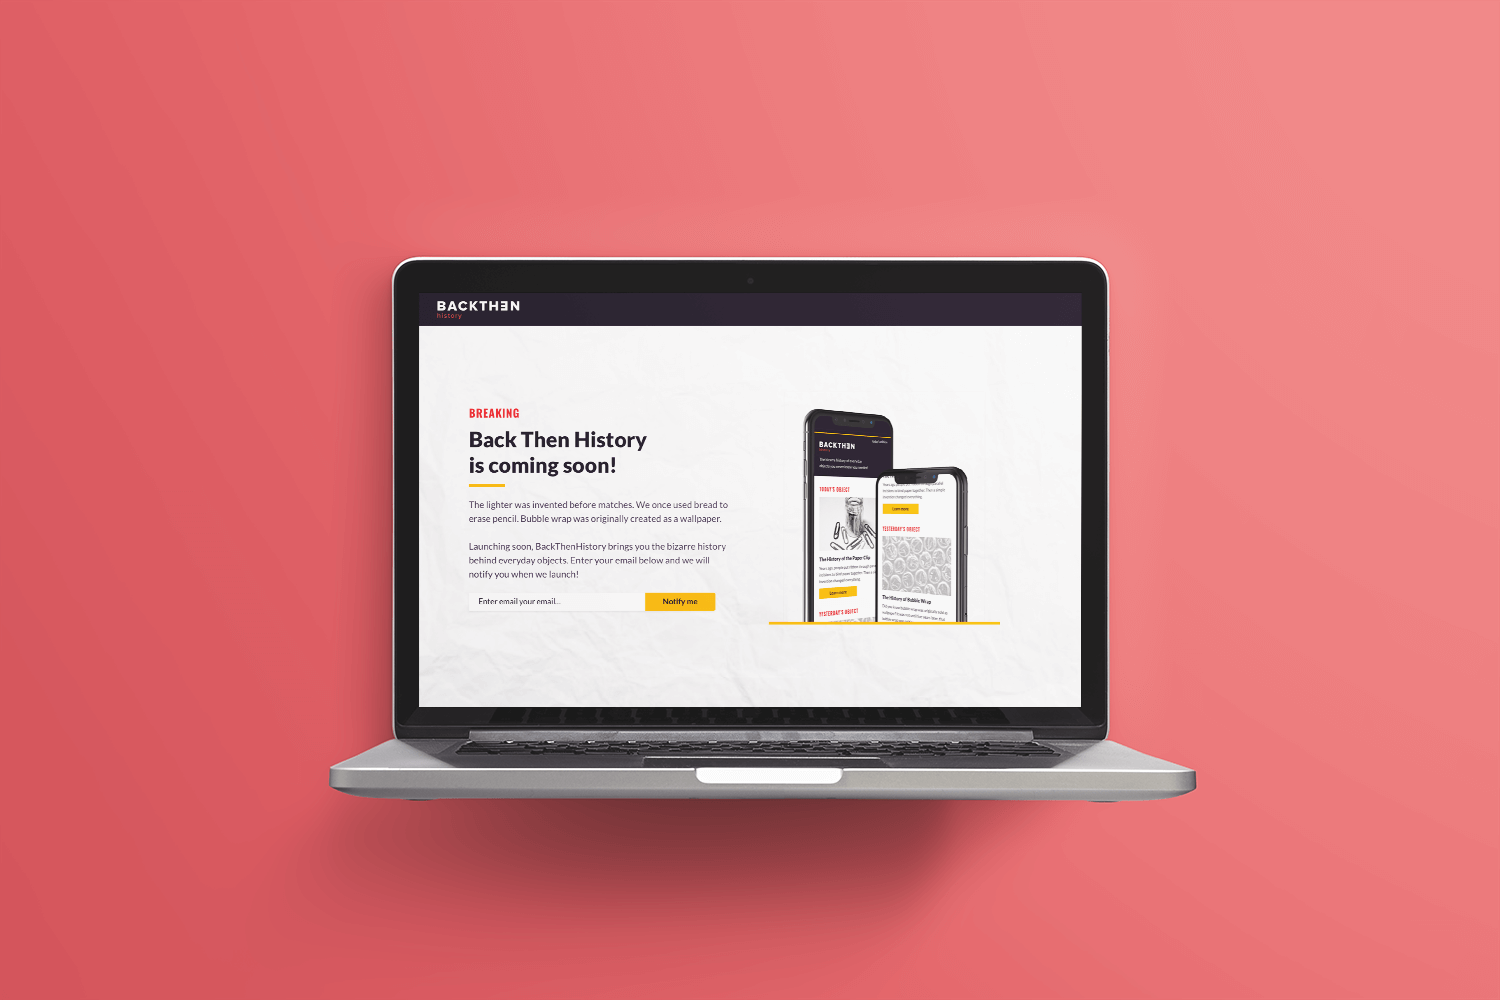 BACKTHEN
history
BREAKING
Back Then History
is coming soon!
The lighter was invented before matches. We once used bread to
erase pencil. Bubble wrap was originally created as a wallpaper.
Launching soon, BackThenHistory brings you the bizarre history
behind everyday objects. Enter your email below and we will
notify you when we launch!
Enter email your email...
Notify me
BACKTHEN
TODAY'S OBJECT
The History of the Paper Clip
Learn more
YESTERDAY'S OBJECT
Learn more
YESTERDAY'S OBJECT
The History of Bubble Wrap